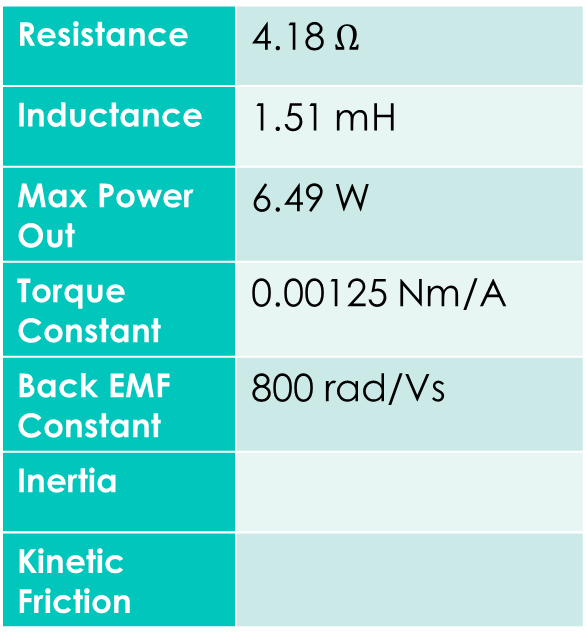 Resistance
4.18 Ω
Inductance
1.51 mH
Max Power
Out
6.49 W
Torque
Constant
0.00125 Nm/A
Back EMF
Constant
800 rad/Vs
Inertia
Kinetic
Friction